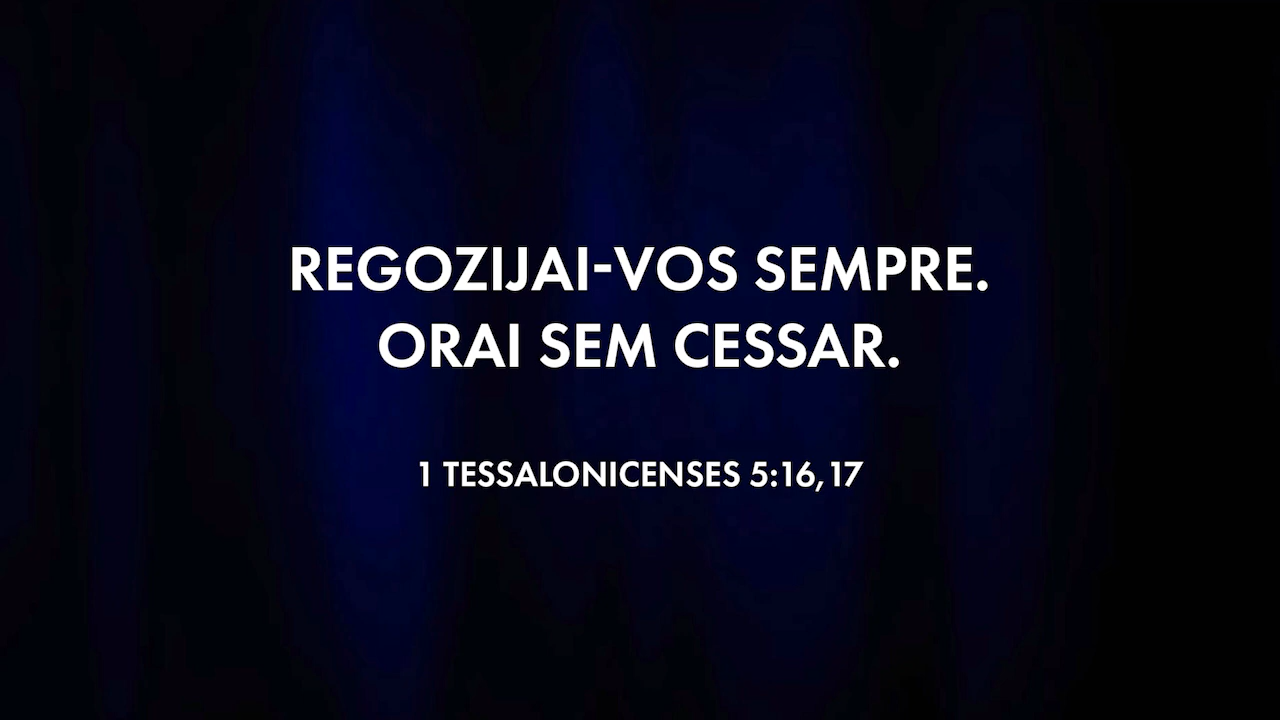 REGOZIJAI-VOS SEMPRE.
ORAI SEM CESSAR.
1 TESSALONICENSES 5:16,17